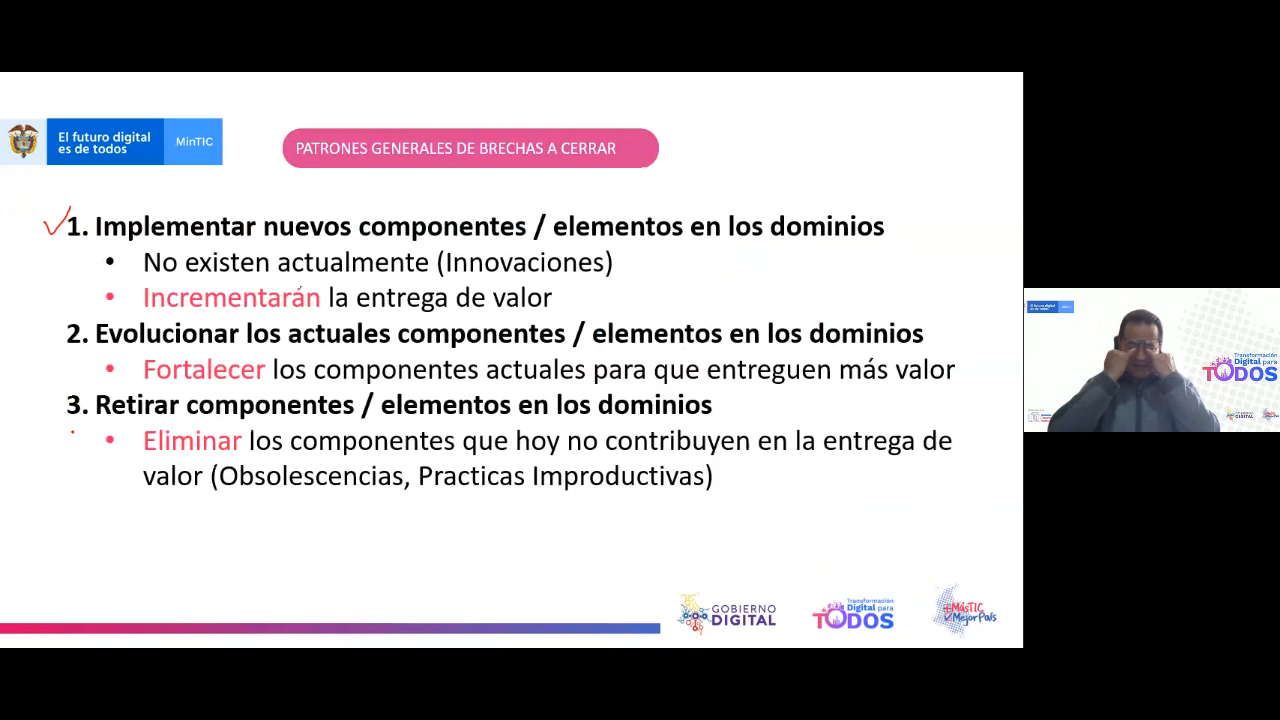 El futuro digital
es de todos
MinTIC
PATRONES GENERALES DE BRECHAS A CERRAR
1. Implementar nuevos componentes / elementos en los dominios
• No existen actualmente (Innovaciones)
• Incrementarán la entrega de valor
2. Evolucionar los actuales componentes / elementos en los dominios
• Fortalecer los componentes actuales para que entreguen más valor
3. Retirar componentes / elementos en los dominios
• Eliminar los componentes que hoy no contribuyen en la entrega de
valor (Obsolescencias, Practicas Improductivas)
GOBIERNO
DIGITAL
Transformación
Digital para
TODOS
+MásTIC
MejorPaís
Transformación
Digital para
TODOS